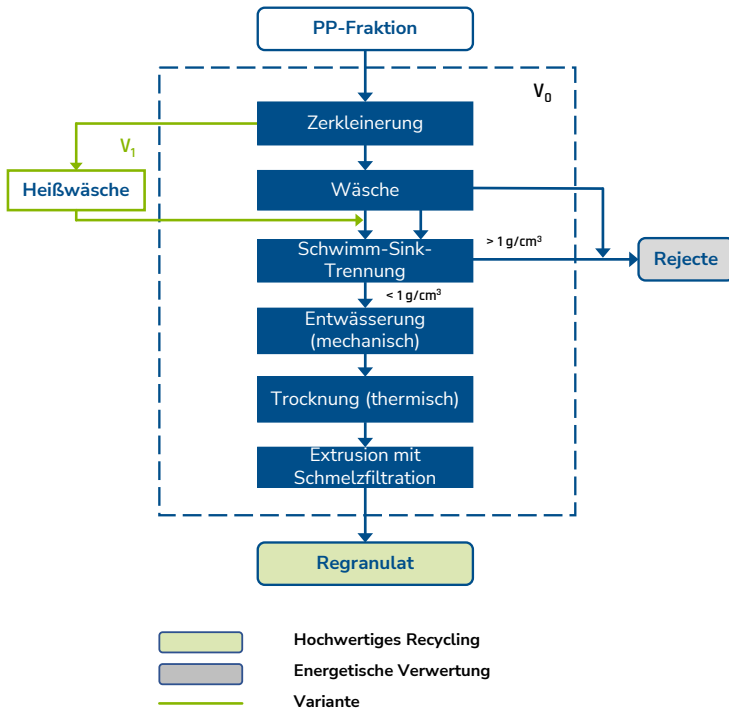 PP-Fraktion
V₀
Zerkleinerung
V₁
Heißwäsche
Wäsche
Schwimm-Sink-
Trennung
> 1 g/cm³
Rejecte
< 1 g/cm³
Entwässerung
(mechanisch)
Trocknung (thermisch)
Extrusion mit
Schmelzfiltration
Regranulat
Hochwertiges Recycling
Energetische Verwertung
Variante